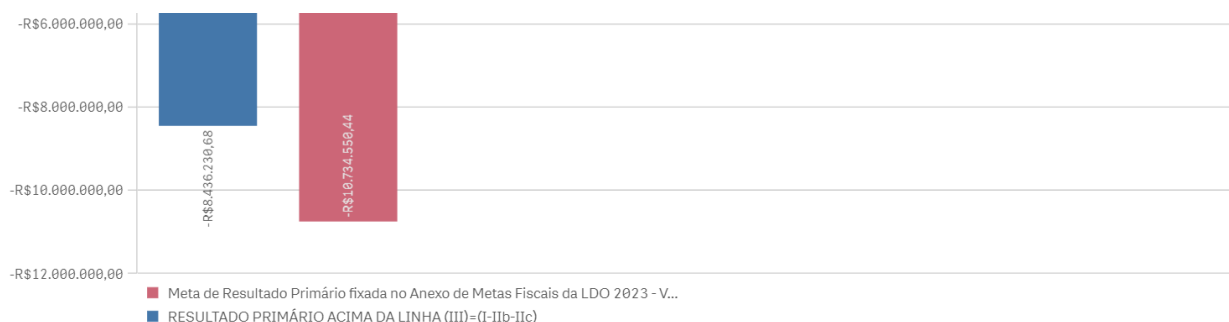 -R$6.000.000,00
-R$8.000.000,00
-R$8.436.230,68
-R$10.734.550,44
-R$10.000.000,00
-R$12.000.000,00
Meta de Resultado Primário fixada no Anexo de Metas Fiscais da LDO 2023 - V...
RESULTADO PRIMÁRIO ACIMA DA LINHA (III)=(I-IIb-IIc)